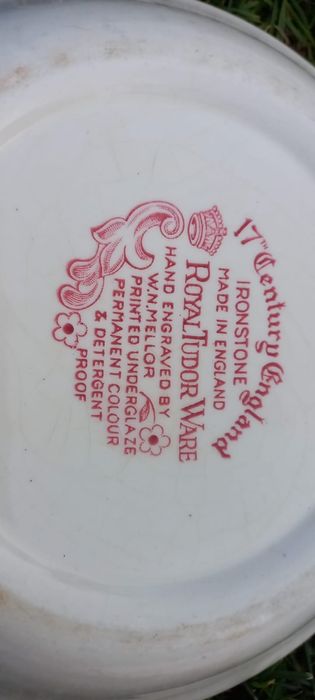 17TH Century England
IRONSTONE
MADE IN ENGLAND
ROYAL TUDOR WARE
HAND ENGRAVED BY
W.N. MELLOR
PRINTED UNDERGLAZE
PERMANENT COLOUR
& DETERGENT
PROOF